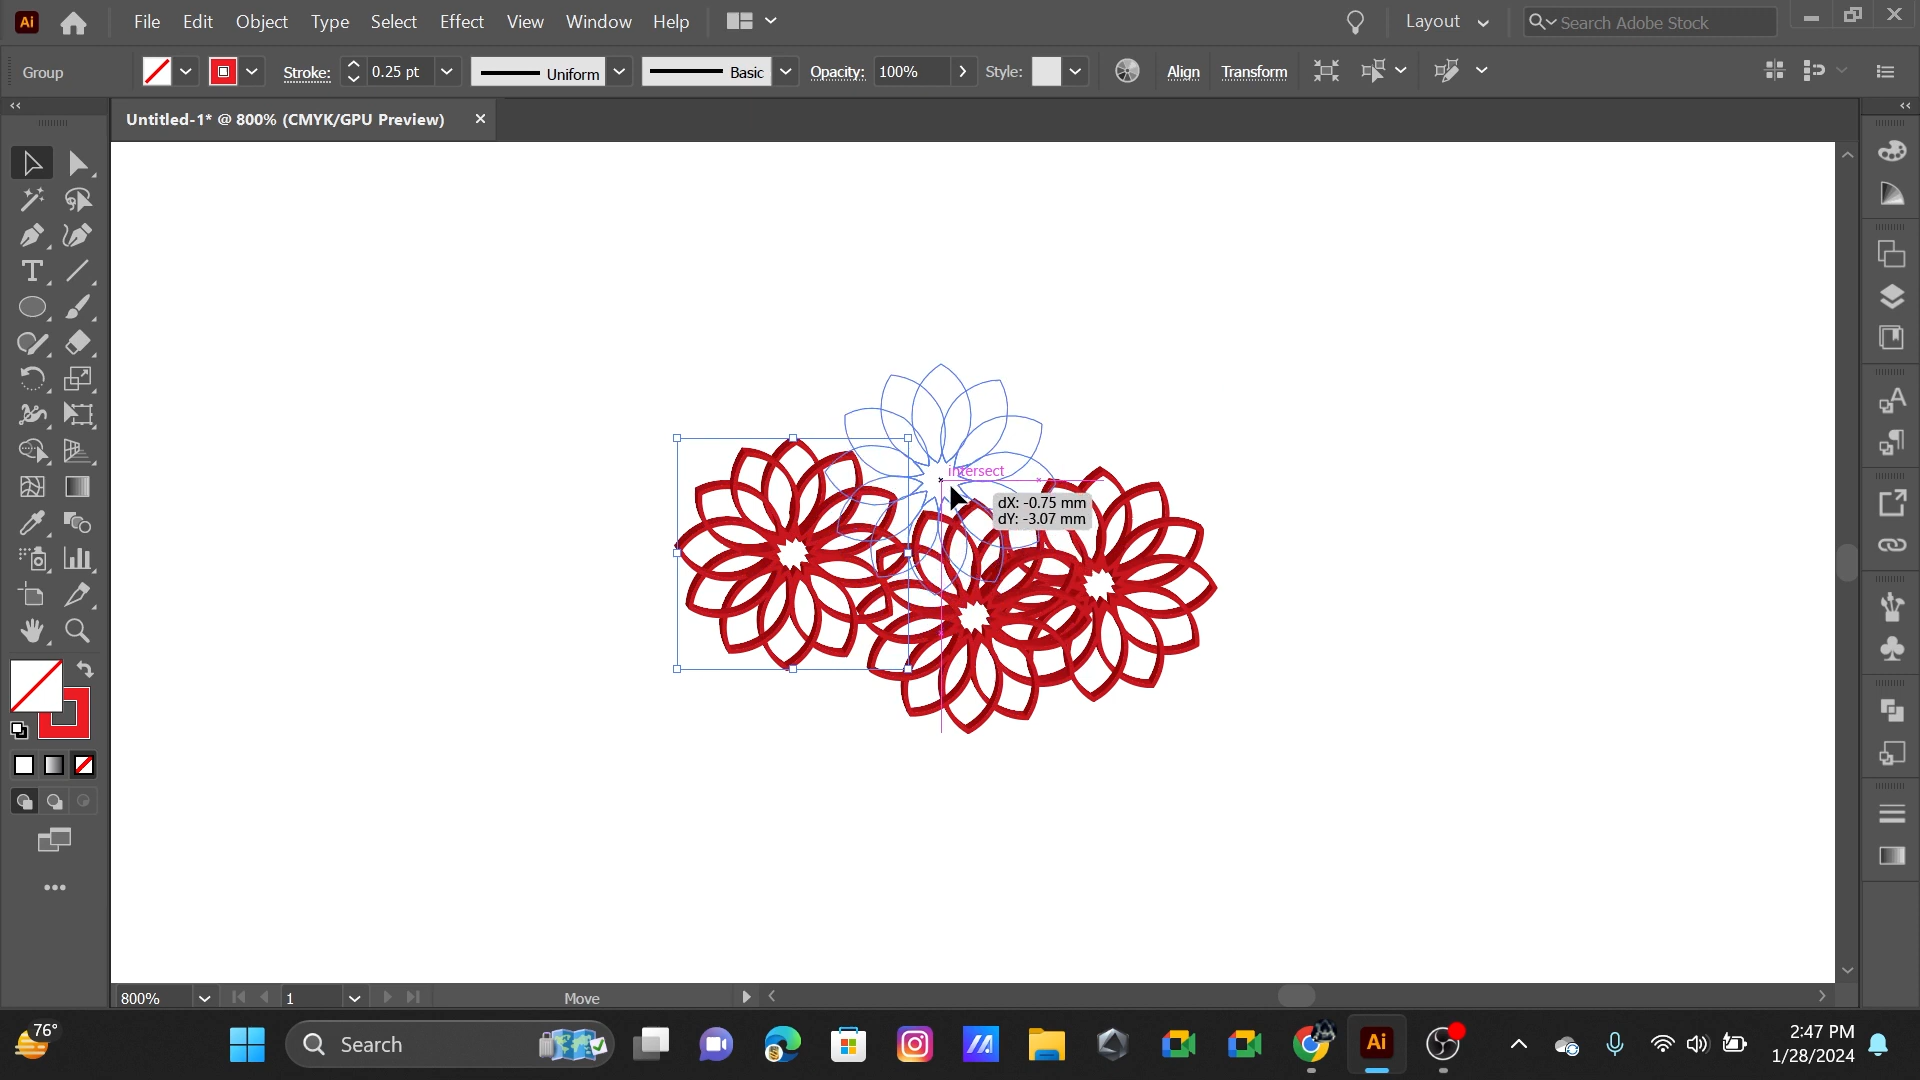 Ai File Edit Object Type Select Effect View Window Help Layout Search Adobe Stock
Group Stroke: 0.25 pt Uniform Basic Opacity: 100% Style: Align Transform
Untitled-1* @ 800% (CMYK/GPU Preview)
intersect
dX: -0.75 mm
dY: -3.07 mm
800% 1 Move
76°
Search
Ai
2:47 PM
1/28/2024